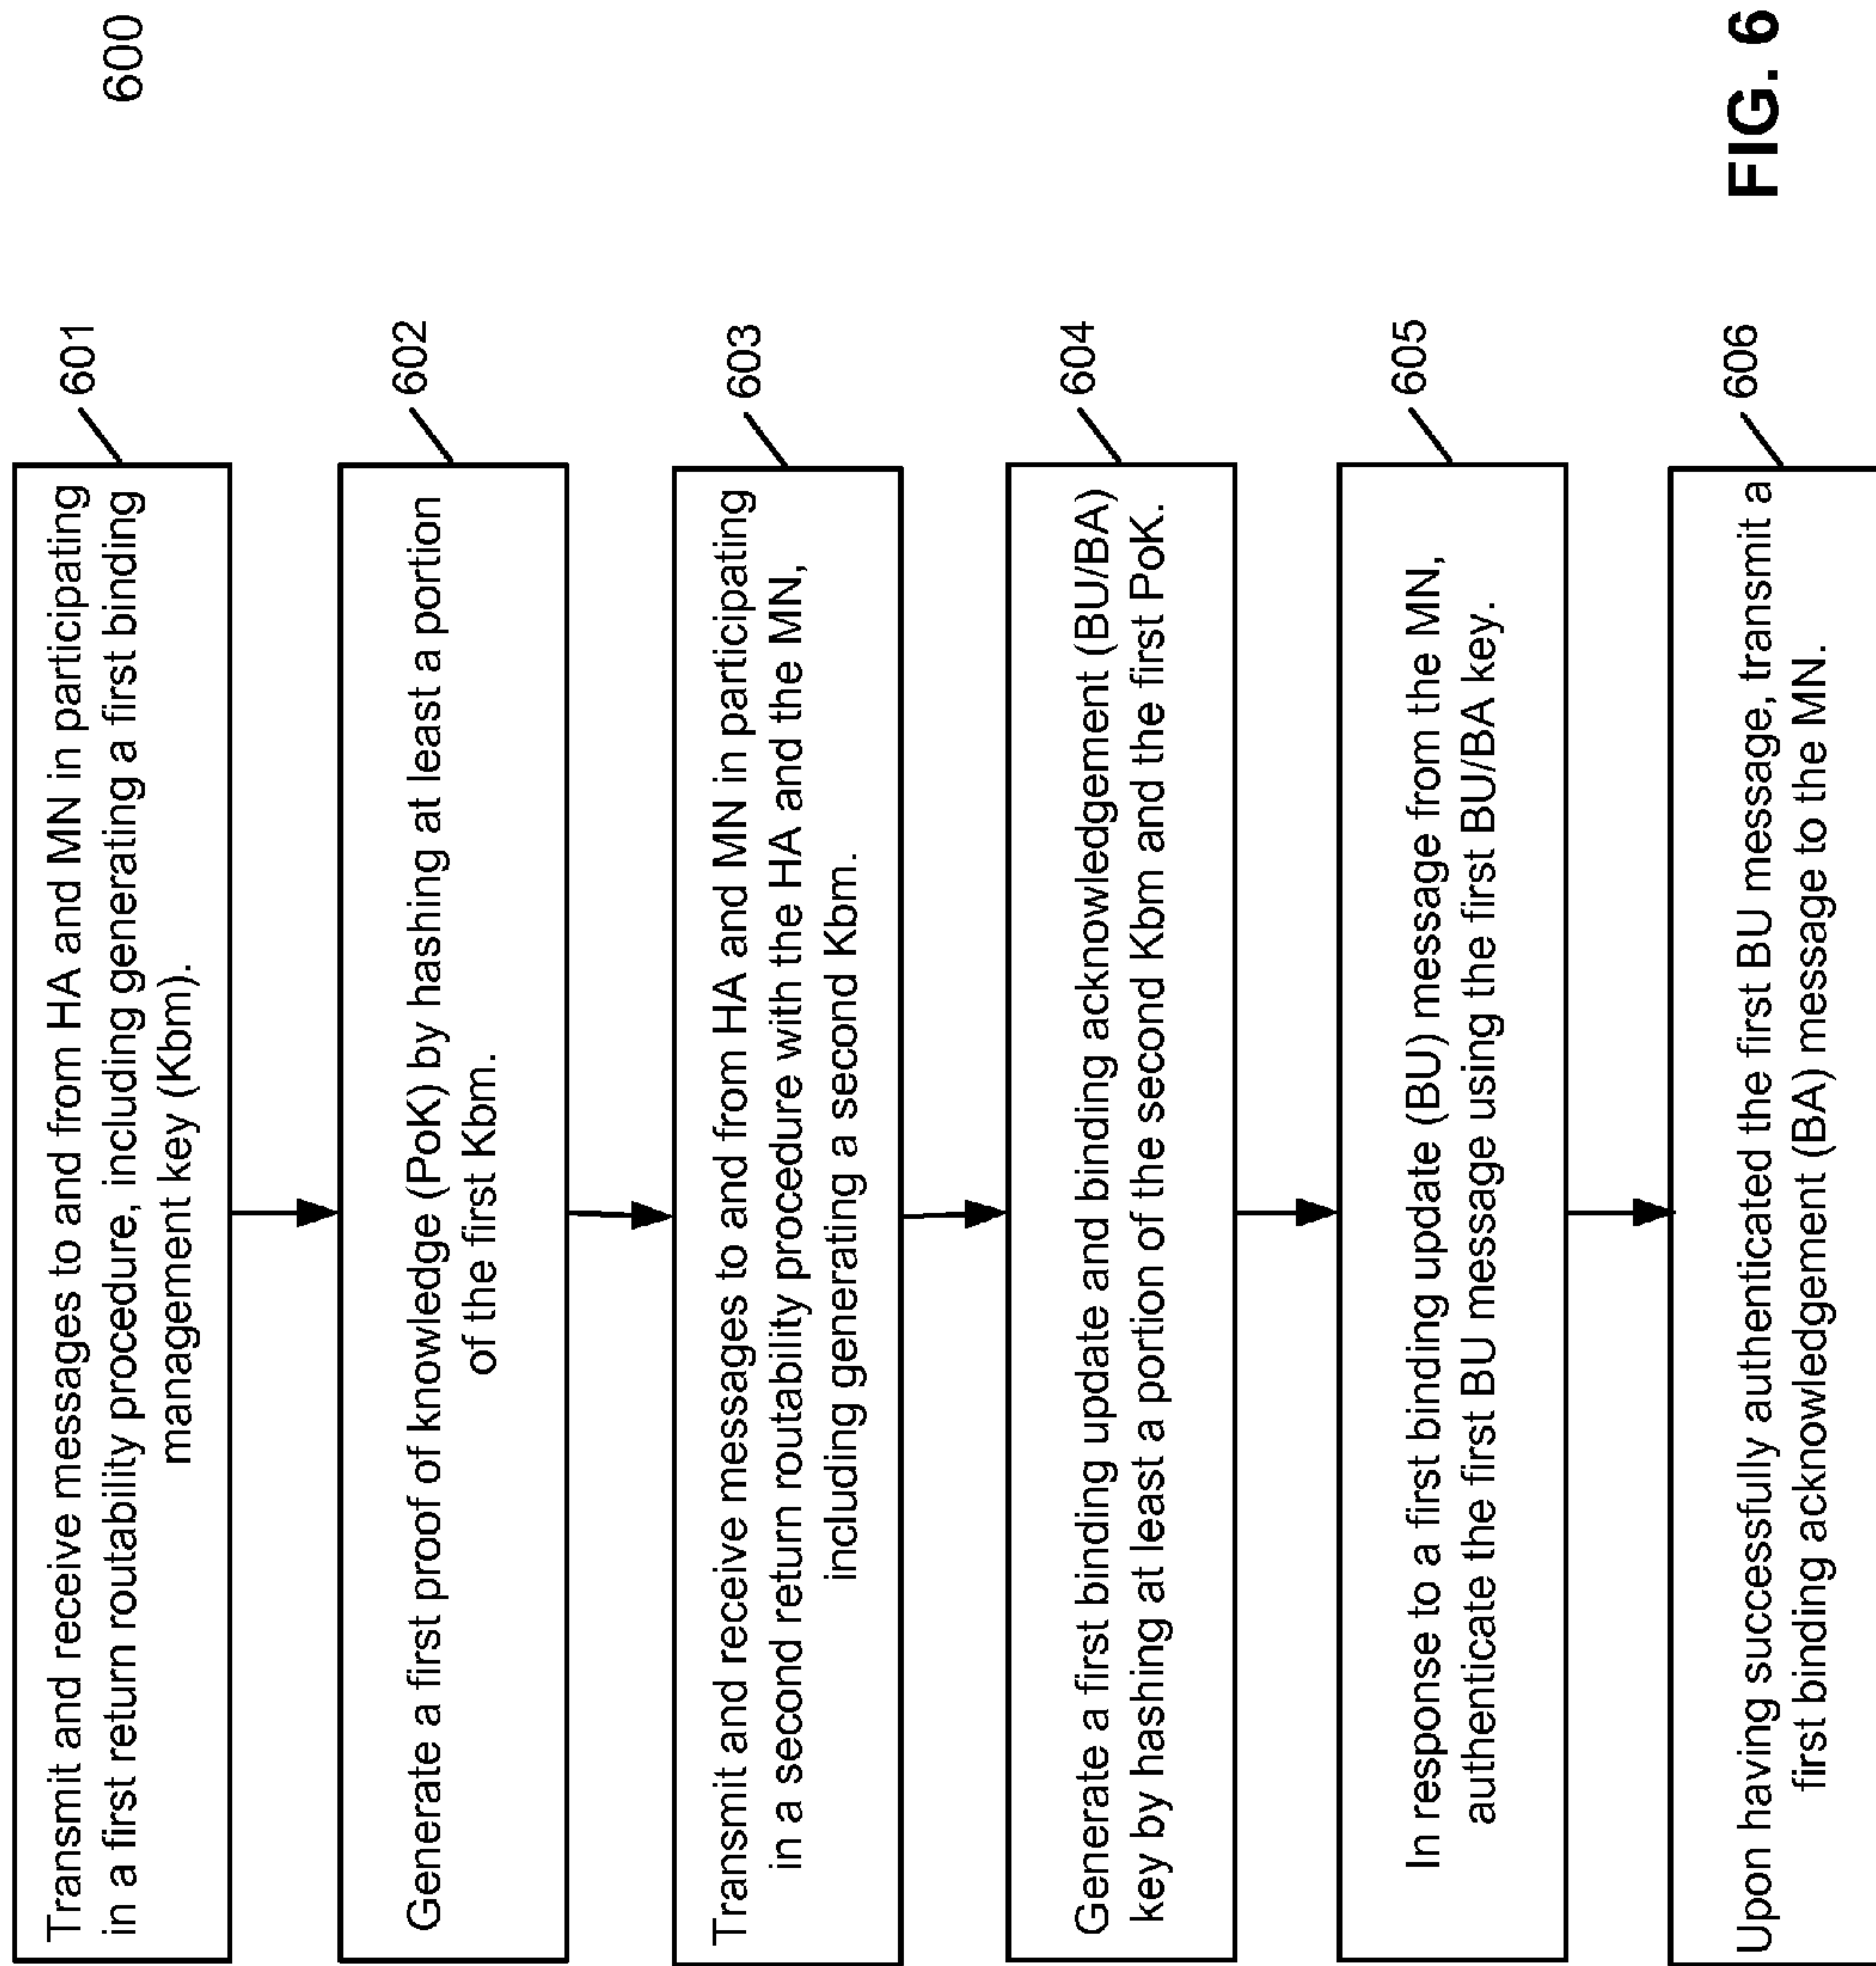 600
Transmit and receive messages to and from HA and MN in participating
in a first return routability procedure, including generating a first binding
management key (Kbm).
601
Generate a first proof of knowledge (PoK) by hashing at least a portion
of the first Kbm.
602
Transmit and receive messages to and from HA and MN in participating
in a second return routability procedure with the HA and the MN,
including generating a second Kbm.
603
Generate a first binding update and binding acknowledgement (BU/BA)
key by hashing at least a portion of the second Kbm and the first PoK.
604
In response to a first binding update (BU) message from the MN,
authenticate the first BU message using the first BU/BA key.
605
Upon having successfully authenticated the first BU message, transmit a
first binding acknowledgement (BA) message to the MN.
606
FIG. 6